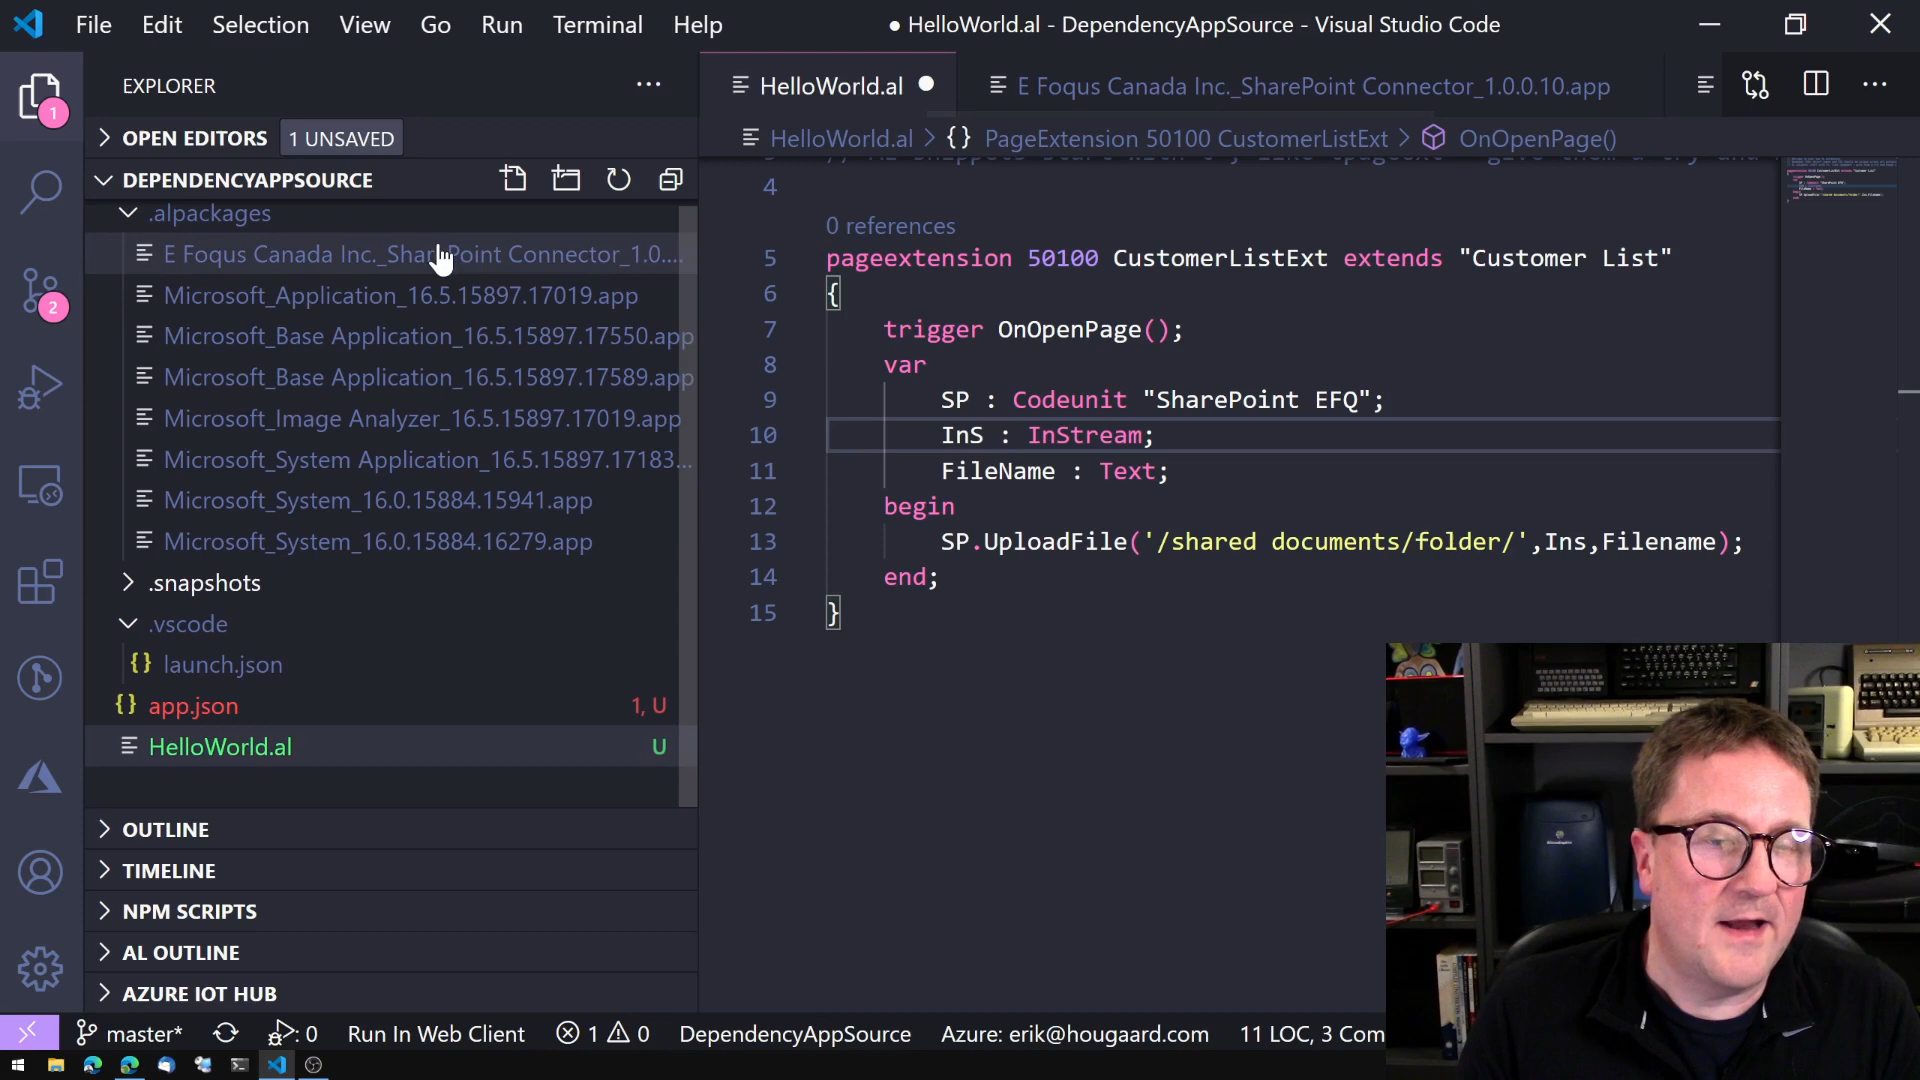 File Edit Selection View Go Run Terminal Help
● HelloWorld.al - DependencyAppSource - Visual Studio Code
EXPLORER
HelloWorld.al
E Foqus Canada Inc._SharePoint Connector_1.0.0.10.app
OPEN EDITORS 1 UNSAVED
HelloWorld.al > {} PageExtension 50100 CustomerListExt > OnOpenPage()
DEPENDENCYAPPSOURCE
.alpackages
E Foqus Canada Inc._SharePoint Connector_1.0....
Microsoft_Application_16.5.15897.17019.app
Microsoft_Base Application_16.5.15897.17550.app
Microsoft_Base Application_16.5.15897.17589.app
Microsoft_Image Analyzer_16.5.15897.17019.app
Microsoft_System Application_16.5.15897.17183...
Microsoft_System_16.0.15884.15941.app
Microsoft_System_16.0.15884.16279.app
.snapshots
.vscode
{} launch.json
{} app.json 1, U
HelloWorld.al U
OUTLINE
TIMELINE
NPM SCRIPTS
AL OUTLINE
AZURE IOT HUB
4
0 references
5 pageextension 50100 CustomerListExt extends "Customer List"
6 {
7 trigger OnOpenPage();
8 var
9 SP : Codeunit "SharePoint EFQ";
10 InS : InStream;
11 FileName : Text;
12 begin
13 SP.UploadFile('/shared documents/folder/',Ins,Filename);
14 end;
15 }
1
2
master* 0 Run In Web Client 1 0 DependencyAppSource Azure: erik@hougaard.com 11 LOC, 3 Com